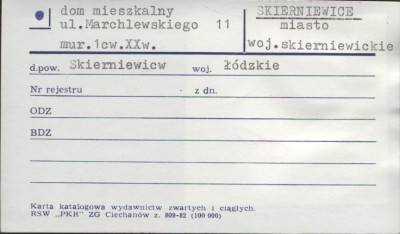 dom mieszkalny
ul.Marchlewskiego 11
mur.1cw.XXw.
SKIERNIEWICE
miasto
woj.skierniewickie
d.pow. Skierniewicw woj. łódzkie
Nr rejestru z dn.
ODZ
BDZ
Karta katalogowa wydawnictw zwartych i ciągłych.
RSW „PKR" ZG Ciechanów z. 809-82 (100 000)